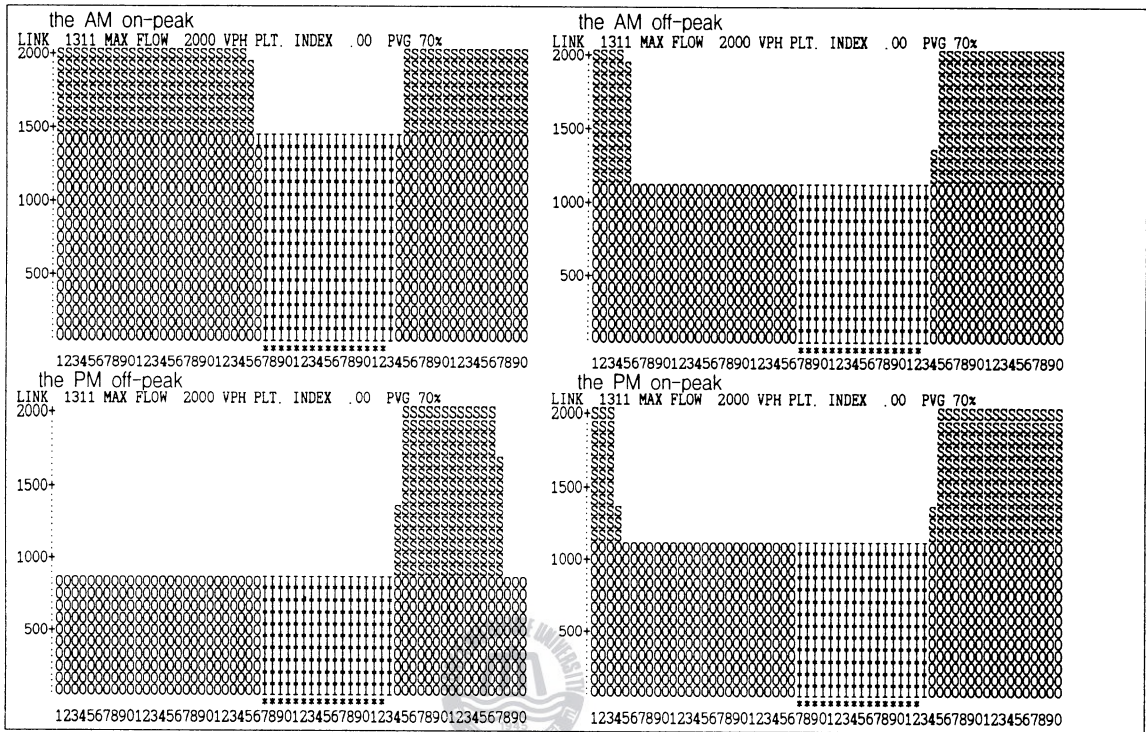 the AM on-peak
LINK 1311 MAX FLOW 2000 VPH PLT. INDEX .00 PVG 70%
2000+
1500+
1000+
500+
123456789012345678901234567890123456789012345678901234567890
the AM off-peak
LINK 1311 MAX FLOW 2000 VPH PLT. INDEX .00 PVG 70%
2000+
1500+
1000+
500+
123456789012345678901234567890123456789012345678901234567890
the PM off-peak
LINK 1311 MAX FLOW 2000 VPH PLT. INDEX .00 PVG 70%
2000+
1500+
1000+
500+
123456789012345678901234567890123456789012345678901234567890
the PM on-peak
LINK 1311 MAX FLOW 2000 VPH PLT. INDEX .00 PVG 70%
2000+
1500+
1000+
500+
123456789012345678901234567890123456789012345678901234567890